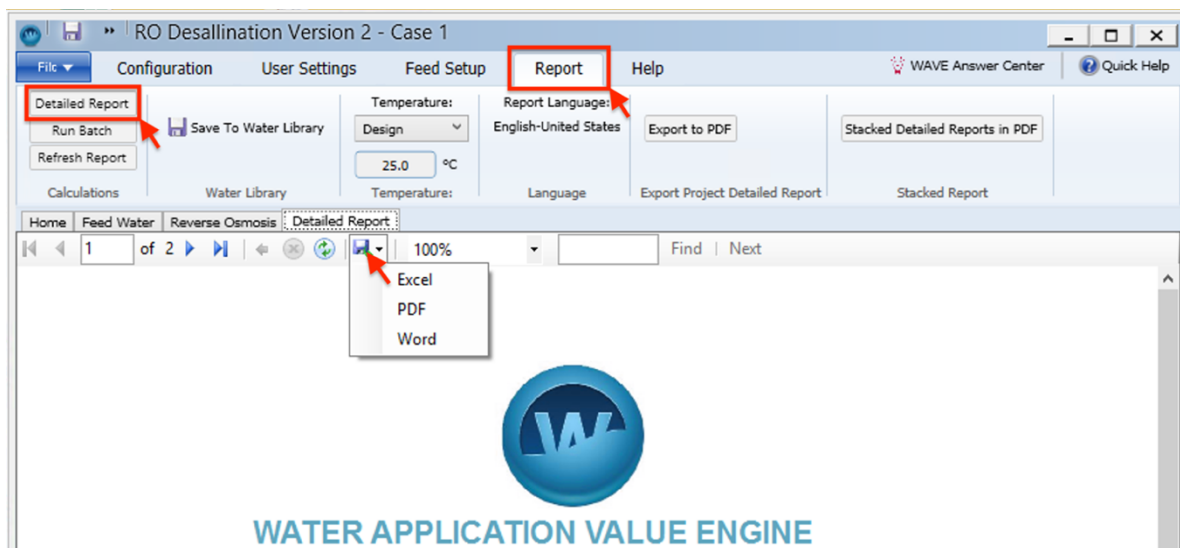 RO Desallination Version 2 - Case 1
File Configuration User Settings Feed Setup Report Help WAVE Answer Center Quick Help
Detailed Report Temperature: Report Language:
Run Batch Save To Water Library Design English-United States Export to PDF Stacked Detailed Reports in PDF
Refresh Report 25.0 ºC
Calculations Water Library Temperature: Language Export Project Detailed Report Stacked Report
Home Feed Water Reverse Osmosis Detailed Report
1 of 2 100% Find | Next
Excel
PDF
Word
W
WATER APPLICATION VALUE ENGINE